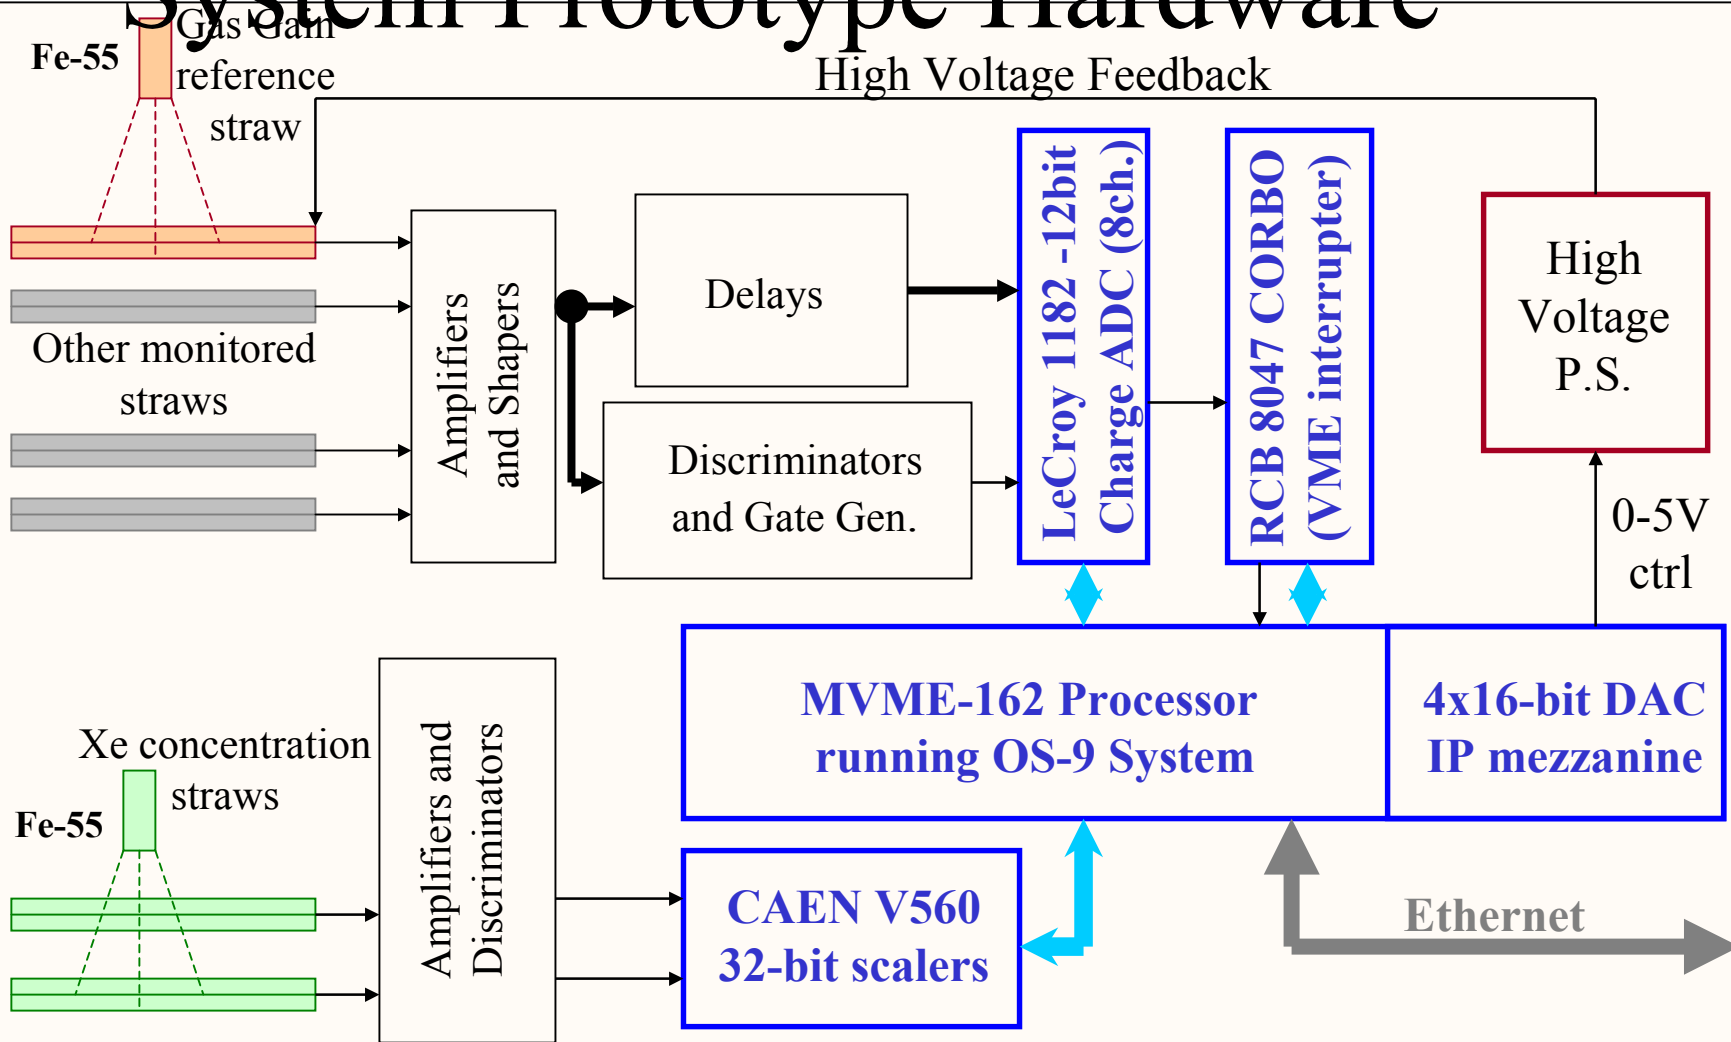 System Prototype Hardware
Fe-55
Gas Gain
reference
straw
High Voltage Feedback
Other monitored
straws
Amplifiers
and Shapers
Delays
Discriminators
and Gate Gen.
LeCroy 1182 -12bit
Charge ADC (8ch.)
RCB 8047 CORBO
(VME interrupter)
High
Voltage
P.S.
0-5V
ctrl
MVME-162 Processor
running OS-9 System
4x16-bit DAC
IP mezzanine
Xe concentration
straws
Fe-55
Amplifiers and
Discriminators
CAEN V560
32-bit scalers
Ethernet